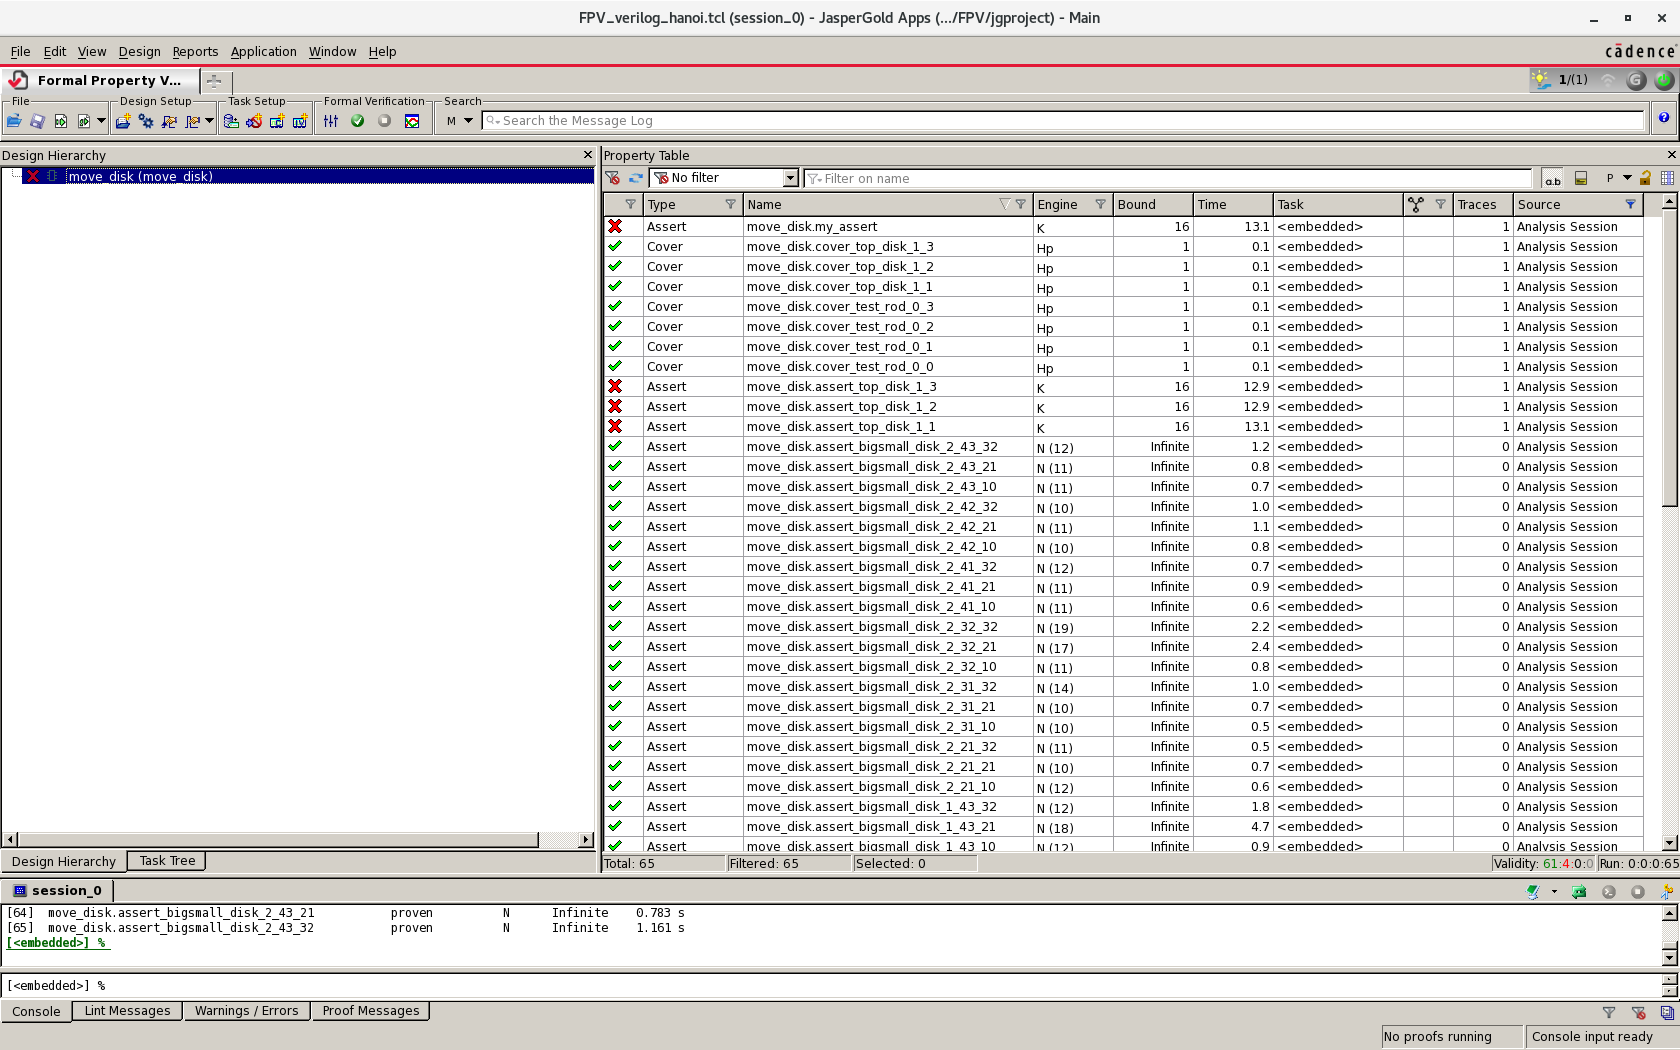 FPV_verilog_hanoi.tcl (session_0) - JasperGold Apps (.../FPV/jgproject) - Main
File Edit View Design Reports Application Window Help
cādence
Formal Property V...
1/(1)
File Design Setup Task Setup Formal Verification Search
M Search the Message Log
Design Hierarchy
move_disk (move_disk)
Design Hierarchy Task Tree
Property Table
No filter Filter on name a.b P
Type Name Engine Bound Time Task Traces Source
Assert move_disk.my_assert K 16 13.1 <embedded> 1 Analysis Session
Cover move_disk.cover_top_disk_1_3 Hp 1 0.1 <embedded> 1 Analysis Session
Cover move_disk.cover_top_disk_1_2 Hp 1 0.1 <embedded> 1 Analysis Session
Cover move_disk.cover_top_disk_1_1 Hp 1 0.1 <embedded> 1 Analysis Session
Cover move_disk.cover_test_rod_0_3 Hp 1 0.1 <embedded> 1 Analysis Session
Cover move_disk.cover_test_rod_0_2 Hp 1 0.1 <embedded> 1 Analysis Session
Cover move_disk.cover_test_rod_0_1 Hp 1 0.1 <embedded> 1 Analysis Session
Cover move_disk.cover_test_rod_0_0 Hp 1 0.1 <embedded> 1 Analysis Session
Assert move_disk.assert_top_disk_1_3 K 16 12.9 <embedded> 1 Analysis Session
Assert move_disk.assert_top_disk_1_2 K 16 12.9 <embedded> 1 Analysis Session
Assert move_disk.assert_top_disk_1_1 K 16 13.1 <embedded> 1 Analysis Session
Assert move_disk.assert_bigsmall_disk_2_43_32 N (12) Infinite 1.2 <embedded> 0 Analysis Session
Assert move_disk.assert_bigsmall_disk_2_43_21 N (11) Infinite 0.8 <embedded> 0 Analysis Session
Assert move_disk.assert_bigsmall_disk_2_43_10 N (11) Infinite 0.7 <embedded> 0 Analysis Session
Assert move_disk.assert_bigsmall_disk_2_42_32 N (10) Infinite 1.0 <embedded> 0 Analysis Session
Assert move_disk.assert_bigsmall_disk_2_42_21 N (11) Infinite 1.1 <embedded> 0 Analysis Session
Assert move_disk.assert_bigsmall_disk_2_42_10 N (10) Infinite 0.8 <embedded> 0 Analysis Session
Assert move_disk.assert_bigsmall_disk_2_41_32 N (12) Infinite 0.7 <embedded> 0 Analysis Session
Assert move_disk.assert_bigsmall_disk_2_41_21 N (11) Infinite 0.9 <embedded> 0 Analysis Session
Assert move_disk.assert_bigsmall_disk_2_41_10 N (11) Infinite 0.6 <embedded> 0 Analysis Session
Assert move_disk.assert_bigsmall_disk_2_32_32 N (19) Infinite 2.2 <embedded> 0 Analysis Session
Assert move_disk.assert_bigsmall_disk_2_32_21 N (17) Infinite 2.4 <embedded> 0 Analysis Session
Assert move_disk.assert_bigsmall_disk_2_32_10 N (11) Infinite 0.8 <embedded> 0 Analysis Session
Assert move_disk.assert_bigsmall_disk_2_31_32 N (14) Infinite 1.0 <embedded> 0 Analysis Session
Assert move_disk.assert_bigsmall_disk_2_31_21 N (10) Infinite 0.7 <embedded> 0 Analysis Session
Assert move_disk.assert_bigsmall_disk_2_31_10 N (10) Infinite 0.5 <embedded> 0 Analysis Session
Assert move_disk.assert_bigsmall_disk_2_21_32 N (11) Infinite 0.5 <embedded> 0 Analysis Session
Assert move_disk.assert_bigsmall_disk_2_21_21 N (10) Infinite 0.7 <embedded> 0 Analysis Session
Assert move_disk.assert_bigsmall_disk_2_21_10 N (12) Infinite 0.6 <embedded> 0 Analysis Session
Assert move_disk.assert_bigsmall_disk_1_43_32 N (12) Infinite 1.8 <embedded> 0 Analysis Session
Assert move_disk.assert_bigsmall_disk_1_43_21 N (18) Infinite 4.7 <embedded> 0 Analysis Session
Assert move_disk.assert_bigsmall_disk_1_43_10 N (12) Infinite 0.9 <embedded> 0 Analysis Session
Total: 65 Filtered: 65 Selected: 0 Validity: 61:4:0:0 Run: 0:0:0:65
session_0
[64] move_disk.assert_bigsmall_disk_2_43_21 proven N Infinite 0.783 s
[65] move_disk.assert_bigsmall_disk_2_43_32 proven N Infinite 1.161 s
[<embedded>] %
[<embedded>] %
Console Lint Messages Warnings / Errors Proof Messages
No proofs running Console input ready